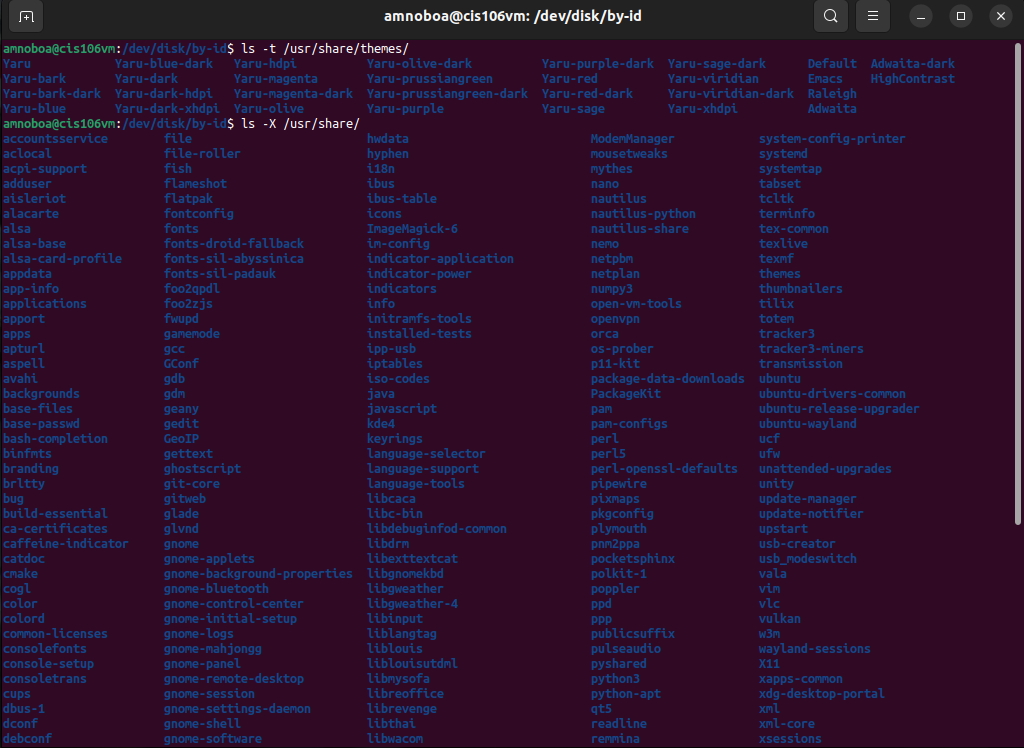 amnoboa@cis106vm: /dev/disk/by-id
amnoboa@cis106vm:/dev/disk/by-id$ ls -t /usr/share/themes/
Yaru Yaru-blue-dark Yaru-hdpi Yaru-olive-dark Yaru-purple-dark Yaru-sage-dark Default Adwaita-dark
Yaru-bark Yaru-dark Yaru-magenta Yaru-prussiangreen Yaru-red Yaru-viridian Emacs HighContrast
Yaru-bark-dark Yaru-dark-hdpi Yaru-magenta-dark Yaru-prussiangreen-dark Yaru-red-dark Yaru-viridian-dark Raleigh
Yaru-blue Yaru-dark-xhdpi Yaru-olive Yaru-purple Yaru-sage Yaru-xhdpi Adwaita
amnoboa@cis106vm:/dev/disk/by-id$ ls -X /usr/share/
accountsservice file hwdata ModemManager system-config-printer
aclocal file-roller hyphen mousetweaks systemd
acpi-support fish i18n mythes systemtap
adduser flameshot ibus nano tabset
aisleriot flatpak ibus-table nautilus tcltk
alacarte fontconfig icons nautilus-python terminfo
alsa fonts ImageMagick-6 nautilus-share tex-common
alsa-base fonts-droid-fallback im-config nemo texlive
alsa-card-profile fonts-sil-abyssinica indicator-application netpbm texmf
appdata fonts-sil-padauk indicator-power netplan themes
app-info foo2qpdl indicators numpy3 thumbnailers
applications foo2zjs info open-vm-tools tilix
apport fwupd initramfs-tools openvpn totem
apps gamemode installed-tests orca tracker3
apturl gcc ipp-usb os-prober tracker3-miners
aspell GConf iptables p11-kit transmission
avahi gdb iso-codes package-data-downloads ubuntu
backgrounds gdm java PackageKit ubuntu-drivers-common
base-files geany javascript pam ubuntu-release-upgrader
base-passwd gedit kde4 pam-configs ubuntu-wayland
bash-completion GeoIP keyrings perl ucf
binfmts gettext language-selector perl5 ufw
branding ghostscript language-support perl-openssl-defaults unattended-upgrades
brltty git-core language-tools pipewire unity
bug gitweb libcaca pixmaps update-manager
build-essential glade libc-bin pkgconfig update-notifier
ca-certificates glvnd libdebuginfod-common plymouth upstart
caffeine-indicator gnome libdrm pnm2ppa usb-creator
catdoc gnome-applets libexttextcat pocketsphinx usb_modeswitch
cmake gnome-background-properties libgnomekbd polkit-1 vala
cogl gnome-bluetooth libgweather poppler vim
color gnome-control-center libgweather-4 ppd vlc
colord gnome-initial-setup libinput ppp vulkan
common-licenses gnome-logs liblangtag publicsuffix w3m
consolefonts gnome-mahjongg liblouis pulseaudio wayland-sessions
console-setup gnome-panel liblouisutdml pyshared X11
consoletrans gnome-remote-desktop libmysofa python3 xapps-common
cups gnome-session libreoffice python-apt xdg-desktop-portal
dbus-1 gnome-settings-daemon librevenge qt5 xml
dconf gnome-shell libthai readline xml-core
debconf gnome-software libwacom remmina xsessions